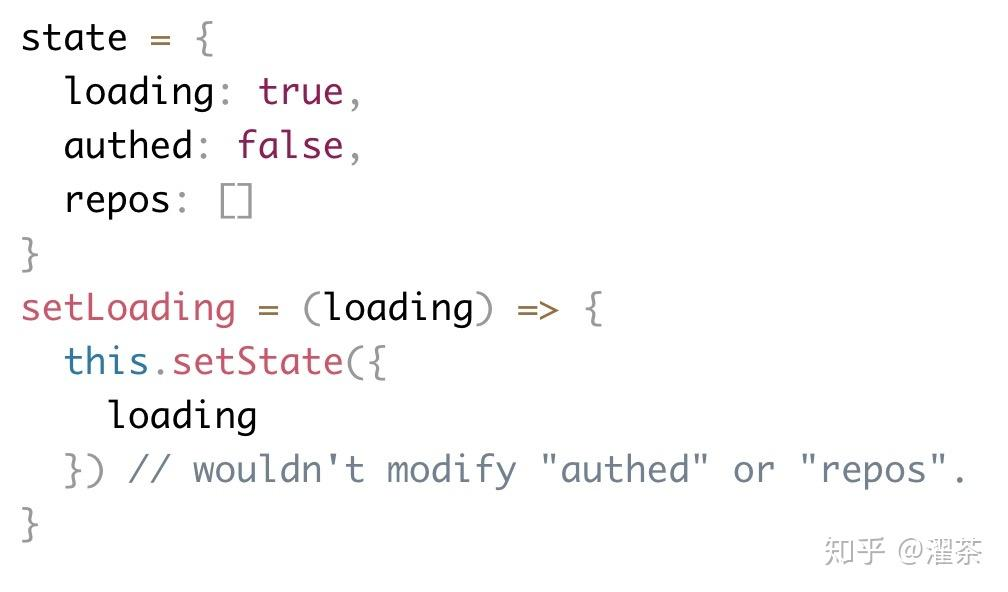 state = {
  loading: true,
  authed: false,
  repos: []
}
setLoading = (loading) => {
  this.setState({
    loading
  }) // wouldn't modify "authed" or "repos".
}
知乎 @濯茶